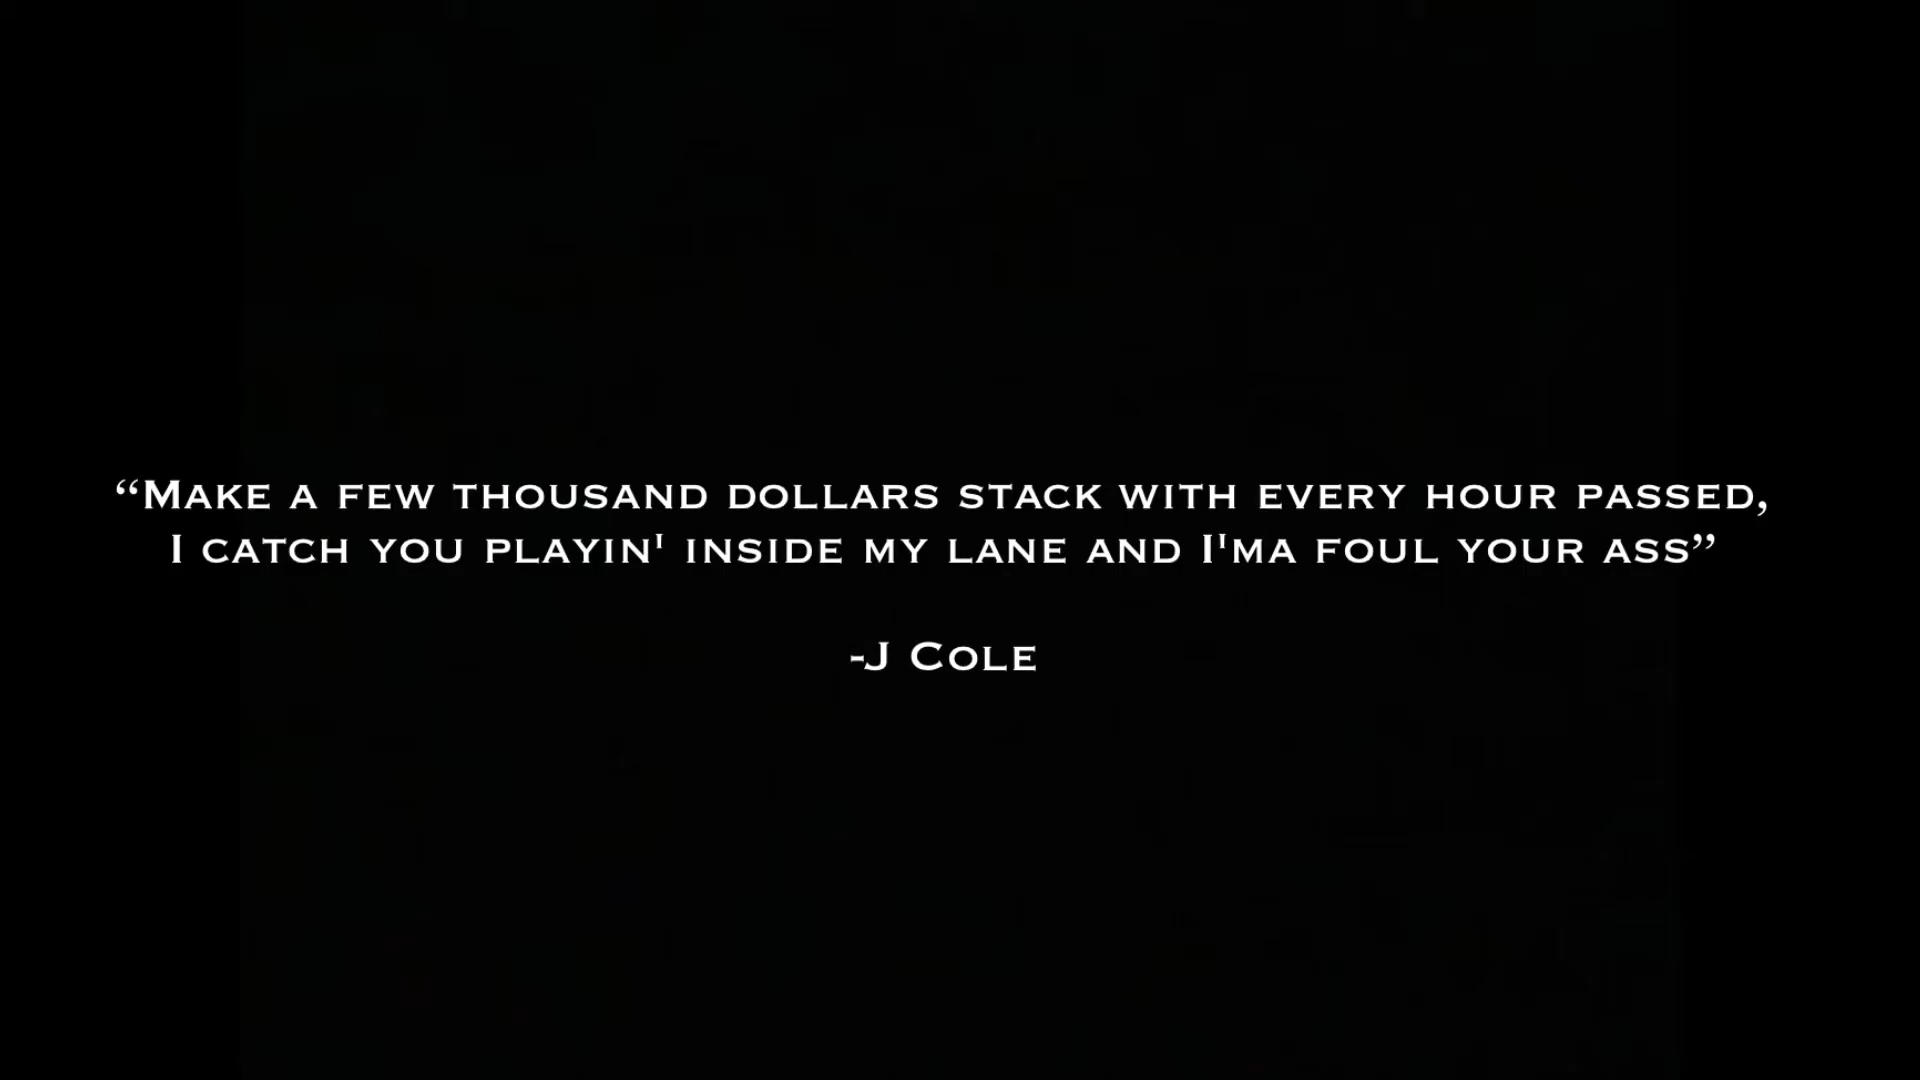 “Make a few thousand dollars stack with every hour passed,
I catch you playin' inside my lane and I'ma foul your ass”
-J Cole